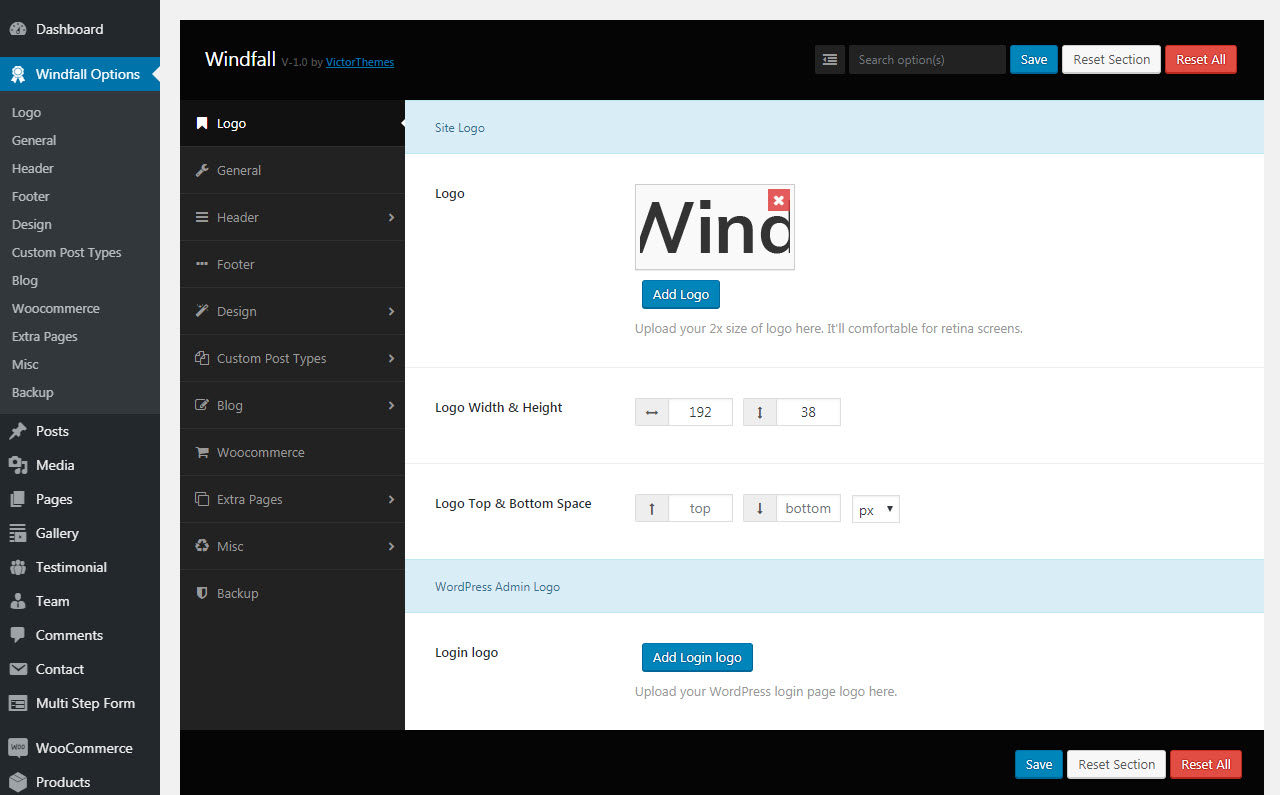 Dashboard
Windfall Options
Logo
General
Header
Footer
Design
Custom Post Types
Blog
Woocommerce
Extra Pages
Misc
Backup
Posts
Media
Pages
Gallery
Testimonial
Team
Comments
Contact
Multi Step Form
WOO WooCommerce
Products
Windfall V-1.0 by VictorThemes
Search option(s) Save Reset Section Reset All
Logo
General
Header
Footer
Design
Custom Post Types
Blog
Woocommerce
Extra Pages
Misc
Backup
Site Logo
Logo
Wind
Add Logo
Upload your 2x size of logo here. It'll comfortable for retina screens.
Logo Width & Height 192 38
Logo Top & Bottom Space top bottom px
WordPress Admin Logo
Login logo Add Login logo
Upload your WordPress login page logo here.
Save Reset Section Reset All